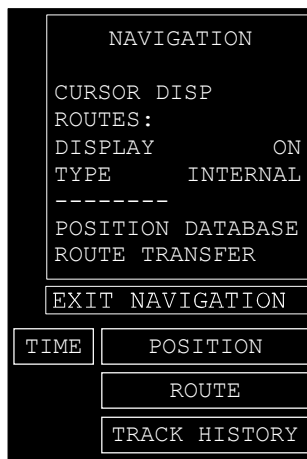 NAVIGATION
CURSOR DISP
ROUTES:
DISPLAY ON
TYPE INTERNAL
--------
POSITION DATABASE
ROUTE TRANSFER
EXIT NAVIGATION
TIME POSITION
ROUTE
TRACK HISTORY